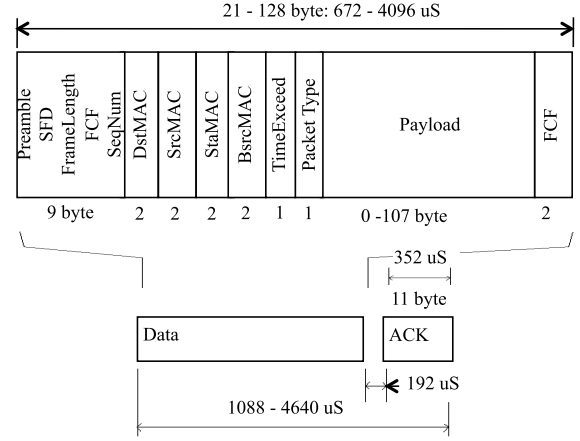 21 - 128 byte: 672 - 4096 uS
Preamble
SFD
FrameLength
FCF
SeqNum
DstMAC
SrcMAC
StaMAC
BsrcMAC
TimeExceed
Packet Type
Payload
FCF
9 byte 2 2 2 2 1 1 0 -107 byte 2
352 uS
11 byte
Data
ACK
192 uS
1088 - 4640 uS